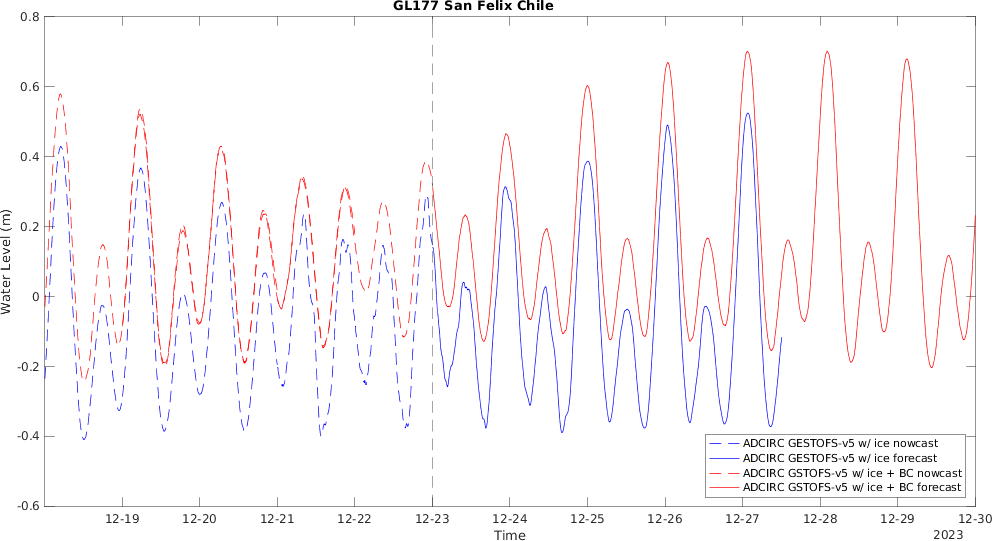 GL177 San Felix Chile
0.8
0.6
0.4
0.2
0
-0.2
-0.4
-0.6
Water Level (m)
12-19 12-20 12-21 12-22 12-23 12-24 12-25 12-26 12-27 12-28 12-29 12-30
Time
2023
ADCIRC GESTOFS-v5 w/ ice nowcast
ADCIRC GESTOFS-v5 w/ ice forecast
ADCIRC GSTOFS-v5 w/ ice + BC nowcast
ADCIRC GSTOFS-v5 w/ ice + BC forecast